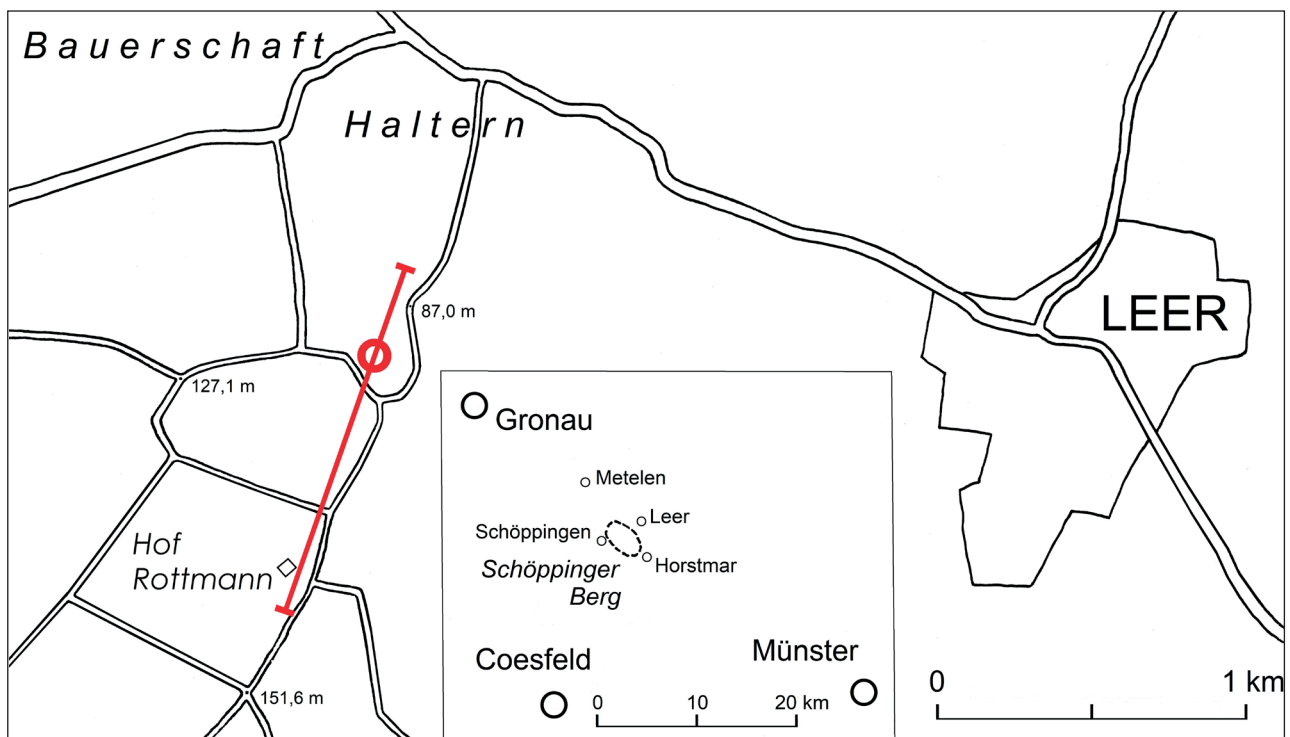 Bauerschaft
Haltern
87,0 m
LEER
127,1 m
Hof
Rottmann
151,6 m
Gronau
Metelen
Leer
Schöppingen
Horstmar
Schöppinger
Berg
Coesfeld
Münster
0 10 20 km
0 1 km